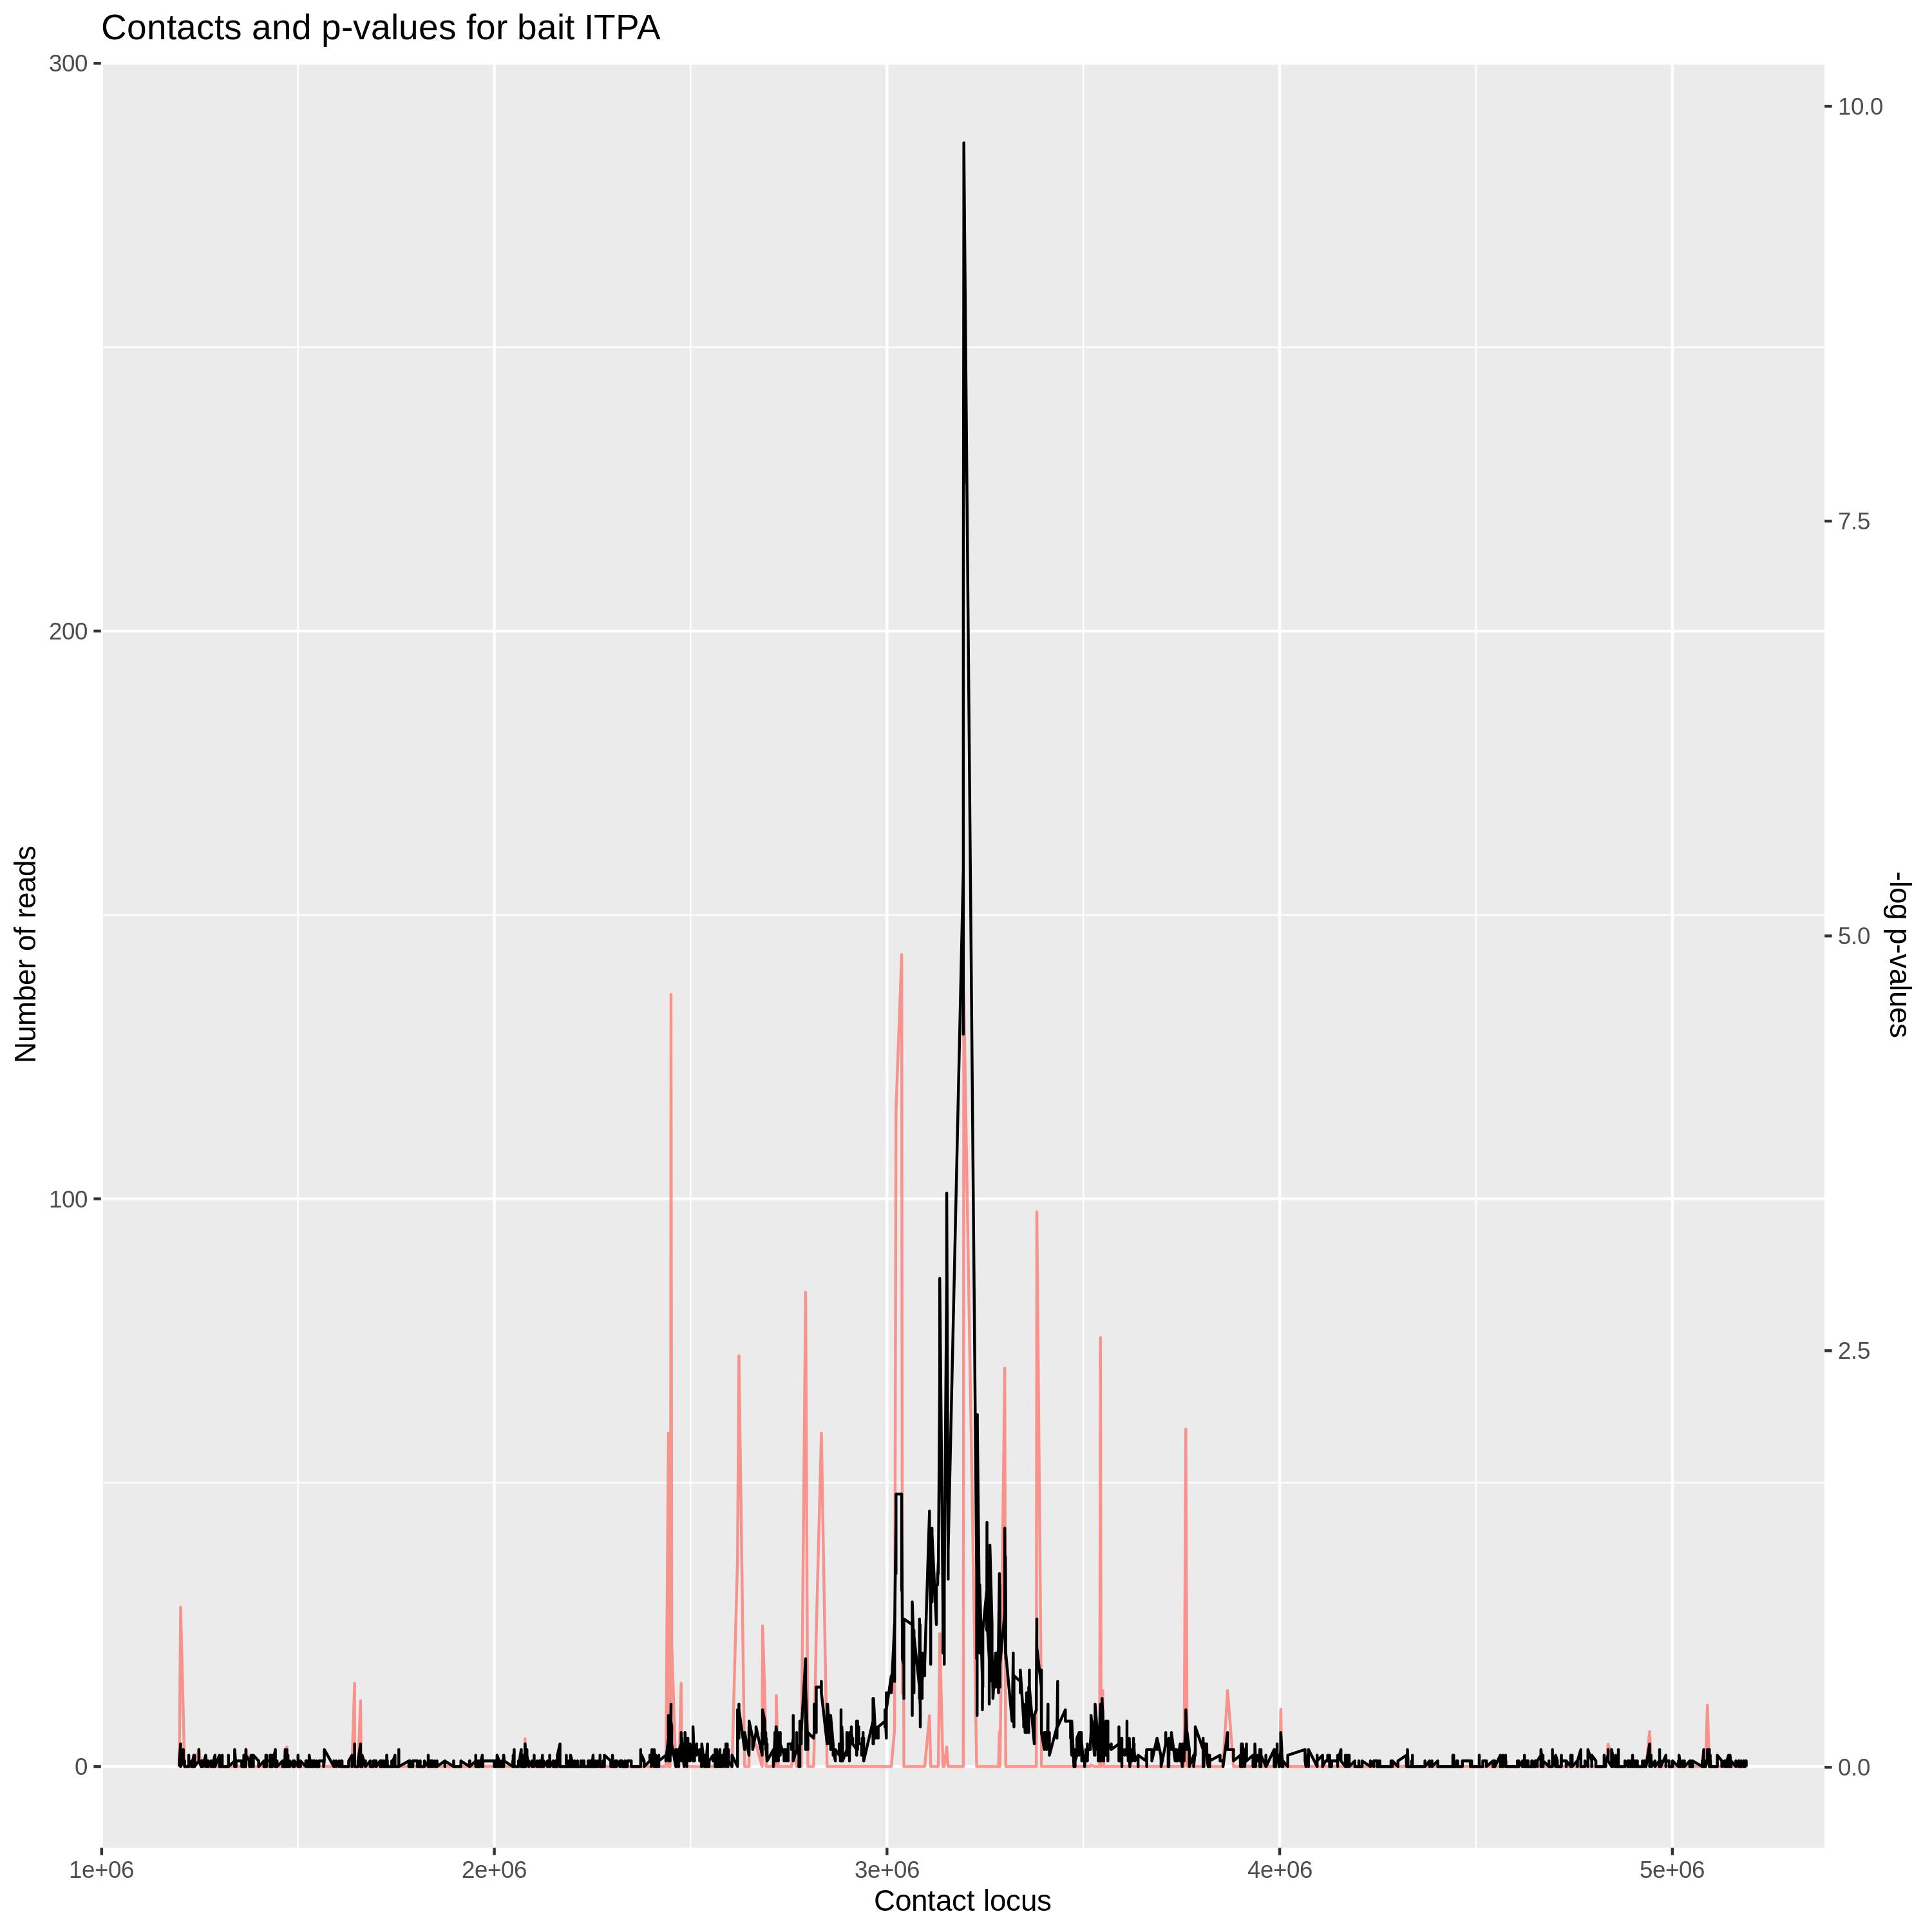 Contacts and p-values for bait ITPA
300
200
100
0
Number of reads
10.0
7.5
5.0
2.5
0.0
-log p-values
1e+06 2e+06 3e+06 4e+06 5e+06
Contact locus